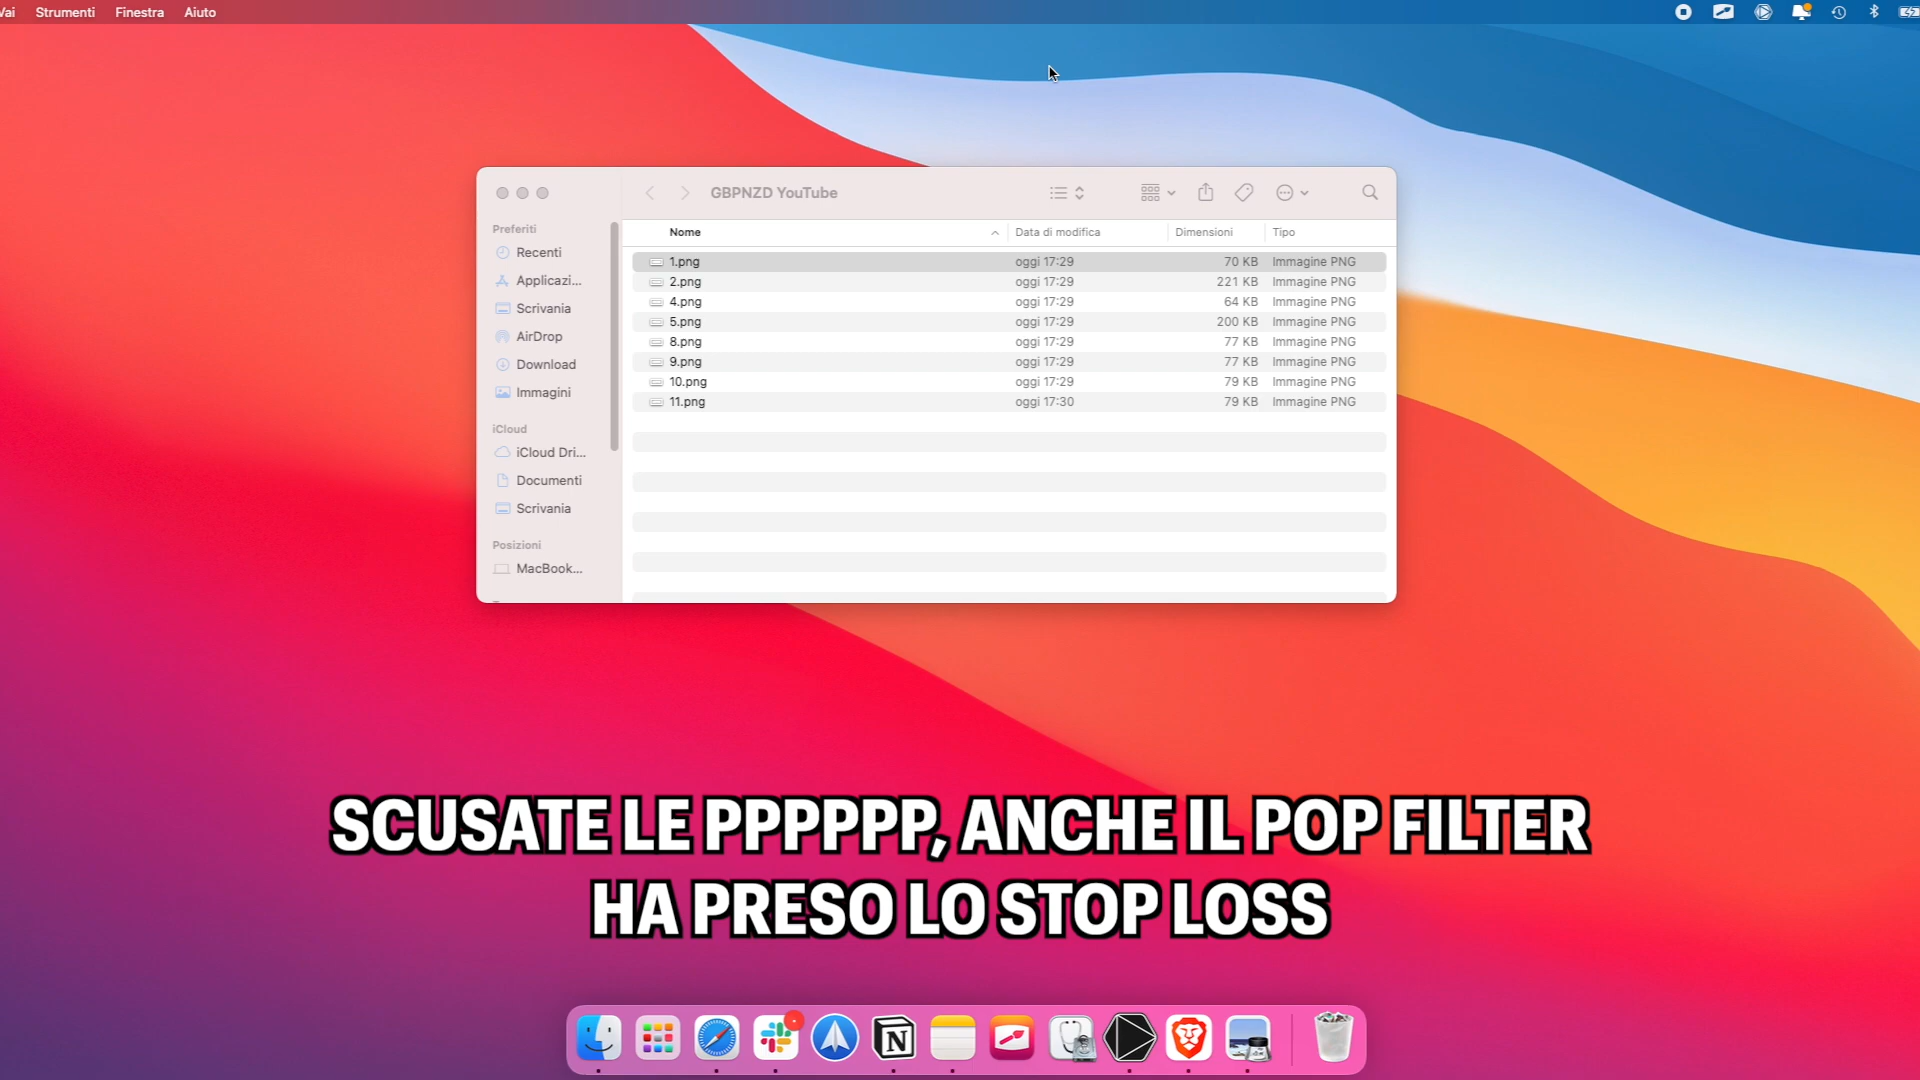 Vai Strumenti Finestra Aiuto
GBPNZD YouTube
Preferiti
Recenti
Applicazi...
Scrivania
AirDrop
Download
Immagini
iCloud
iCloud Dri...
Documenti
Scrivania
Posizioni
MacBook...
Nome Data di modifica Dimensioni Tipo
1.png oggi 17:29 70 KB Immagine PNG
2.png oggi 17:29 221 KB Immagine PNG
4.png oggi 17:29 64 KB Immagine PNG
5.png oggi 17:29 200 KB Immagine PNG
8.png oggi 17:29 77 KB Immagine PNG
9.png oggi 17:29 77 KB Immagine PNG
10.png oggi 17:29 79 KB Immagine PNG
11.png oggi 17:30 79 KB Immagine PNG
SCUSATE LE PPPPPP, ANCHE IL POP FILTER
HA PRESO LO STOP LOSS